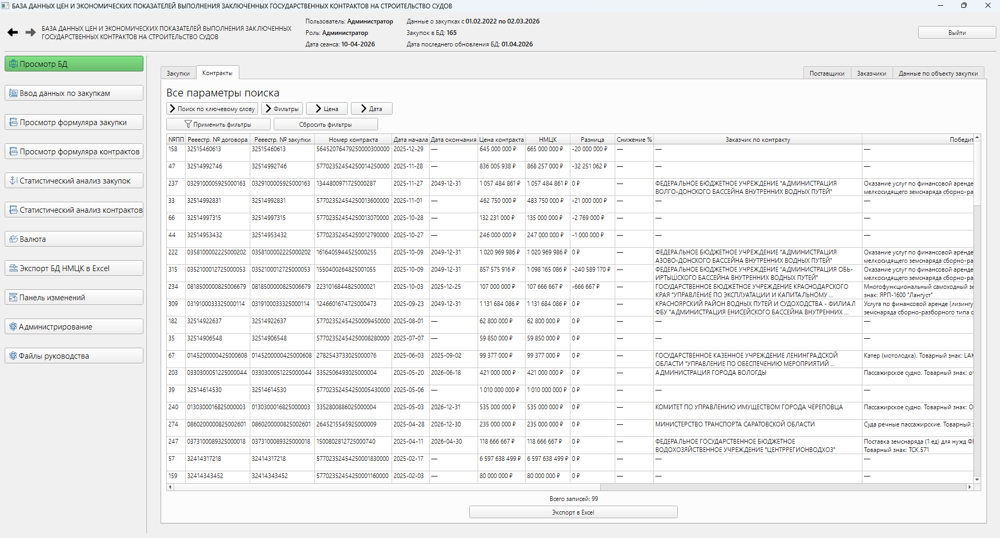 БАЗА ДАННЫХ ЦЕН И ЭКОНОМИЧЕСКИХ ПОКАЗАТЕЛЕЙ ВЫПОЛНЕНИЯ ЗАКЛЮЧЕННЫХ ГОСУДАРСТВЕННЫХ КОНТРАКТОВ НА СТРОИТЕЛЬСТВО СУДОВ
БАЗА ДАННЫХ ЦЕН И ЭКОНОМИЧЕСКИХ ПОКАЗАТЕЛЕЙ ВЫПОЛНЕНИЯ ЗАКЛЮЧЕННЫХ
ГОСУДАРСТВЕННЫХ КОНТРАКТОВ НА СТРОИТЕЛЬСТВО СУДОВ
Пользователь: Администратор
Роль: Администратор
Дата сеанса: 10-04-2026
Данные о закупках с 01.02.2022 по 02.03.2026
Закупок в БД: 165
Дата последнего обновления БД: 01.04.2026
Выйти
Просмотр БД
Ввод данных по закупкам
Просмотр формуляра закупки
Просмотр формуляра контрактов
Статистический анализ закупок
Статистический анализ контрактов
Валюта
Экспорт БД НМЦК в Excel
Панель изменений
Администрирование
Файлы руководства
Закупки Контракты Поставщики Заказчики Данные по объекту закупки
Все параметры поиска
Поиск по ключевому слову Фильтры Цена Дата
Применить фильтры Сбросить фильтры
№ПП Рееестр. № договора Рееестр. № закупки Номер контракта Дата начала Дата окончания Цена контракта НМЦК Разница Снижение % Заказчик по контракту Победит
158 32515460613 32515460613 56452076479250000300000 2025-12-29 — 645 000 000 ₽ 665 000 000 ₽ -20 000 000 ₽ — — —
47 32514992746 32514992746 57702352454250014250000 2025-11-28 — 836 005 938 ₽ 868 257 000 ₽ -32 251 062 ₽ — — —
237 0329100005925000163 0329100005925000163 1344800971725000287 2025-11-27 2049-12-31 1 057 484 861 ₽ 1 057 484 861 ₽ 0 ₽ — ФЕДЕРАЛЬНОЕ БЮДЖЕТНОЕ УЧРЕЖДЕНИЕ "АДМИНИСТРАЦИЯ Оказание услуг по финансовой аренде
ВОЛГО-ДОНСКОГО БАССЕЙНА ВНУТРЕННИХ ВОДНЫХ ПУТЕЙ" мелкосидящего земснаряда сборно-ра
33 32514992831 32514992831 57702352454250013600000 2025-11-01 — 462 750 000 ₽ 483 750 000 ₽ -21 000 000 ₽ — — —
66 32514997315 32514997315 57702352454250013070000 2025-10-28 — 132 231 000 ₽ 135 000 000 ₽ -2 769 000 ₽ — — —
44 32514953432 32514953432 57702352454250012790000 2025-10-27 — 246 000 000 ₽ 247 000 000 ₽ -1 000 000 ₽ — — —
222 0358100002225000202 0358100002225000202 1616405944525000255 2025-10-09 2049-12-31 1 020 969 986 ₽ 1 020 969 986 ₽ 0 ₽ — ФЕДЕРАЛЬНОЕ БЮДЖЕТНОЕ УЧРЕЖДЕНИЕ "АДМИНИСТРАЦИЯ Оказание услуг по финансовой аренде
АЗОВО-ДОНСКОГО БАССЕЙНА ВНУТРЕННИХ ВОДНЫХ ПУТЕЙ" мелкосидящего земснаряда сборно-ра
315 0352100012725000053 0352100012725000053 1550400264825001055 2025-10-09 2049-12-31 857 575 916 ₽ 1 098 165 086 ₽ -240 589 170 ₽ — ФЕДЕРАЛЬНОЕ БЮДЖЕТНОЕ УЧРЕЖДЕНИЕ "АДМИНИСТРАЦИЯ ОБЬ- Оказание услуг по финансовой аренде
ИРТЫШСКОГО БАССЕЙНА ВНУТРЕННИХ ВОДНЫХ ПУТЕЙ" мелкосидящего земснаряда сборно-ра
234 0818500000825006679 0818500000825006679 2231016844825000021 2025-10-03 2025-12-25 107 000 000 ₽ 107 666 667 ₽ -666 667 ₽ — ГОСУДАРСТВЕННОЕ БЮДЖЕТНОЕ УЧРЕЖДЕНИЕ КРАСНОДАРСКОГО Многофункциональный самоходный зе
КРАЯ "УПРАВЛЕНИЕ ПО ЭКСПЛУАТАЦИИ И КАПИТАЛЬНОМУ ... знак: ЯРП-1600 "Лангуст"
309 0319100033325000114 0319100033325000114 1246601674725000473 2025-09-23 2049-12-31 1 131 684 086 ₽ 1 131 684 086 ₽ 0 ₽ — КРАСНОЯРСКИЙ РАЙОН ВОДНЫХ ПУТЕЙ И СУДОХОДСТВА - ФИЛИАЛ Услуга по финансовой аренде (лизингу
ФБУ "АДМИНИСТРАЦИЯ ЕНИСЕЙСКОГО БАССЕЙНА ВНУТРЕННИХ ... земснаряда сборно-разборного типа с
182 32514922637 32514922637 57702352454250009450000 2025-08-01 — 62 800 000 ₽ 62 800 000 ₽ 0 ₽ — — —
35 32514906548 32514906548 57702352454250008280000 2025-07-07 — 59 850 000 ₽ 59 850 000 ₽ 0 ₽ — — —
67 0145200000425000608 0145200000425000608 2782543733025000076 2025-06-03 2025-09-02 99 377 000 ₽ 99 377 000 ₽ 0 ₽ — ГОСУДАРСТВЕННОЕ КАЗЕННОЕ УЧРЕЖДЕНИЕ ЛЕНИНГРАДСКОЙ Катер (мотолодка). Товарный знак: LAK
ОБЛАСТИ "УПРАВЛЕНИЕ ПО ОБЕСПЕЧЕНИЮ МЕРОПРИЯТИЙ ...
203 0330300051225000044 0330300051225000044 3352506493025000004 2025-05-20 2026-06-18 421 000 000 ₽ 421 000 000 ₽ 0 ₽ — АДМИНИСТРАЦИЯ ГОРОДА ВОЛОГДЫ Пассажирское судно. Товарный знак: от
39 32514614530 32514614530 57702352454250005430000 2025-05-06 — 1 010 000 000 ₽ 1 010 000 000 ₽ 0 ₽ — — —
240 0130300016825000003 0130300016825000003 3352800886025000004 2025-05-03 2026-12-31 535 000 000 ₽ 535 000 000 ₽ 0 ₽ — КОМИТЕТ ПО УПРАВЛЕНИЮ ИМУЩЕСТВОМ ГОРОДА ЧЕРЕПОВЦА Пассажирское судно. Товарный знак: О
274 0860200000825002601 0860200000825002601 2645215545925000009 2025-04-28 2026-12-30 235 000 000 ₽ 235 000 000 ₽ 0 ₽ — МИНИСТЕРСТВО ТРАНСПОРТА САРАТОВСКОЙ ОБЛАСТИ Суда речные пассажирские. Товарный з
247 0373100089325000018 0373100089325000018 1500802812725000740 2025-04-11 2026-04-30 118 666 667 ₽ 118 666 667 ₽ 0 ₽ — ФЕДЕРАЛЬНОЕ ГОСУДАРСТВЕННОЕ БЮДЖЕТНОЕ Поставка земснаряда (1 ед) для нужд Ф
ВОДОХОЗЯЙСТВЕННОЕ УЧРЕЖДЕНИЕ "ЦЕНТРРЕГИОНВОДХОЗ" Товарный знак: ТСК.571
57 32414317218 32414317218 57702352454250001830000 2025-02-17 — 6 597 638 499 ₽ 6 597 638 499 ₽ 0 ₽ — — —
159 32414343452 32414343452 57702352454250001160000 2025-02-03 — 80 000 000 ₽ 80 000 000 ₽ 0 ₽ — — —
Всего записей: 99
Экспорт в Excel